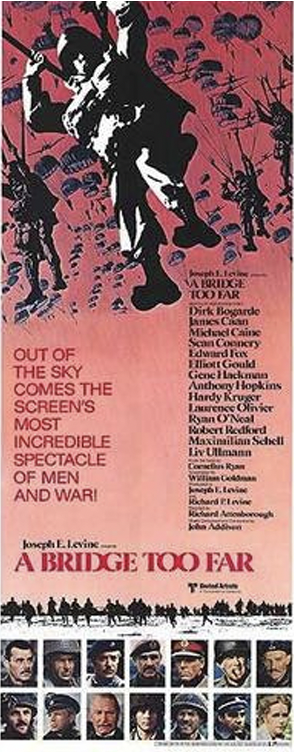 Joseph E. Levine presents
A BRIDGE
TOO FAR
Dirk Bogarde
James Caan
Michael Caine
Sean Connery
Edward Fox
Elliott Gould
Gene Hackman
Anthony Hopkins
Hardy Kruger
Laurence Olivier
Ryan O'Neal
Robert Redford
Maximilian Schell
Liv Ullmann
Cornelius Ryan
William Goldman
Joseph E. Levine
Richard P. Levine
Richard Attenborough
John Addison
OUT OF
THE SKY
COMES THE
SCREEN'S
MOST
INCREDIBLE
SPECTACLE
OF MEN
AND WAR!
Joseph E. Levine presents
A BRIDGE TOO FAR
United Artists